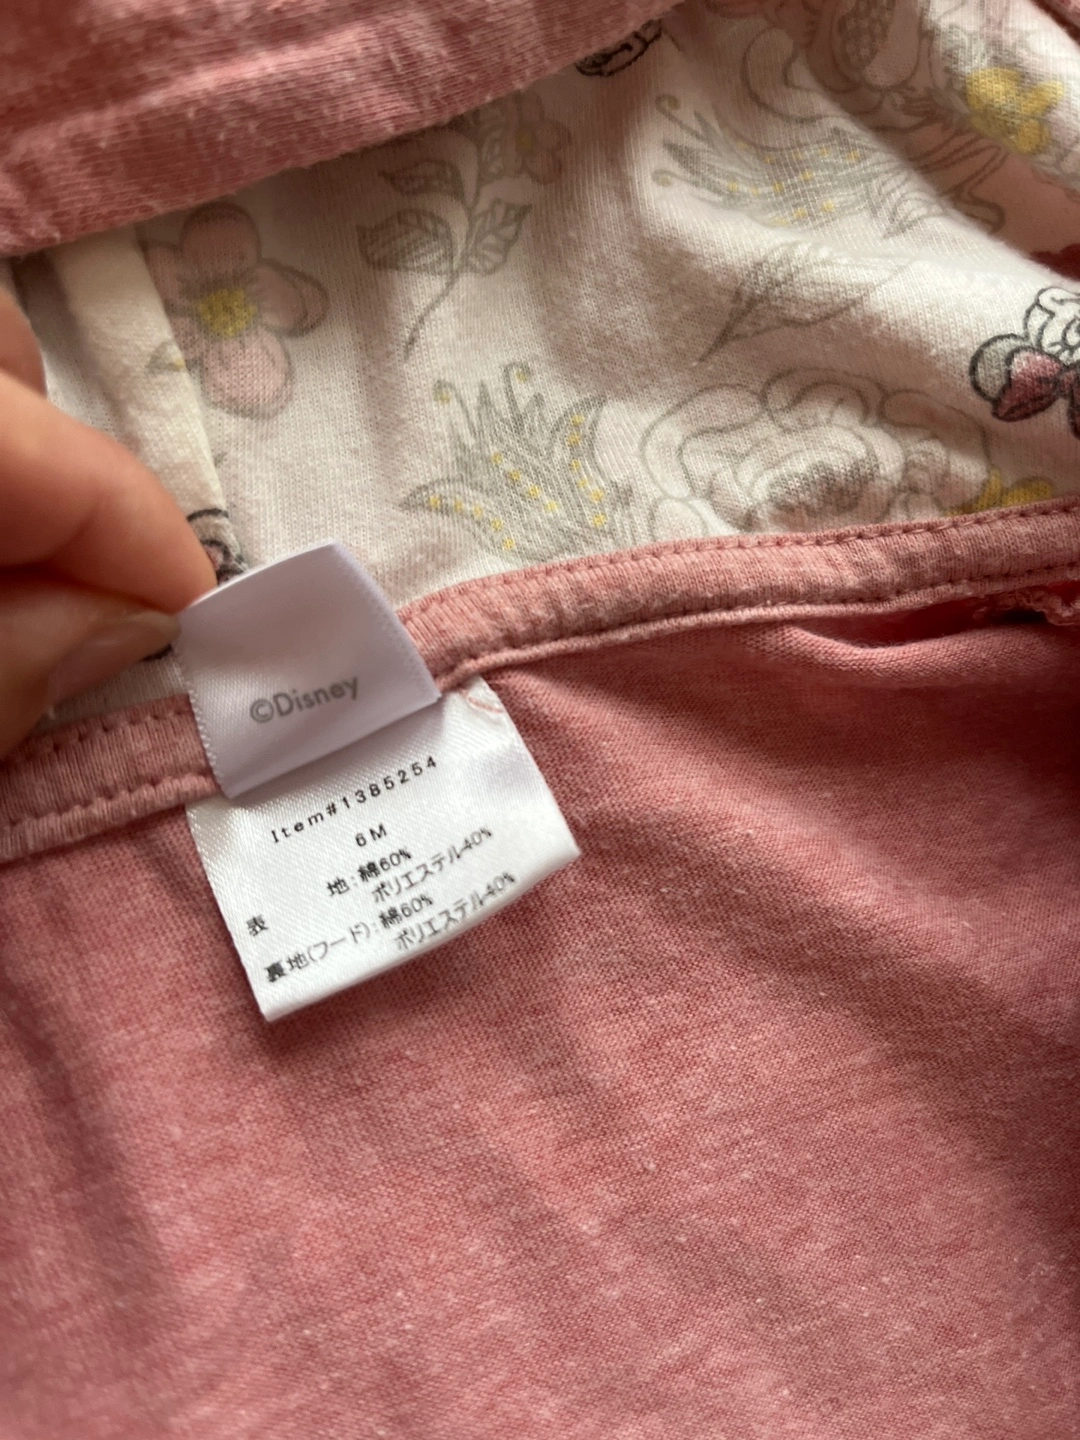 ©Disney
Item#1385254
6M
表 地:綿60%
ポリエステル40%
裏地(フード):綿60%
ポリエステル40%